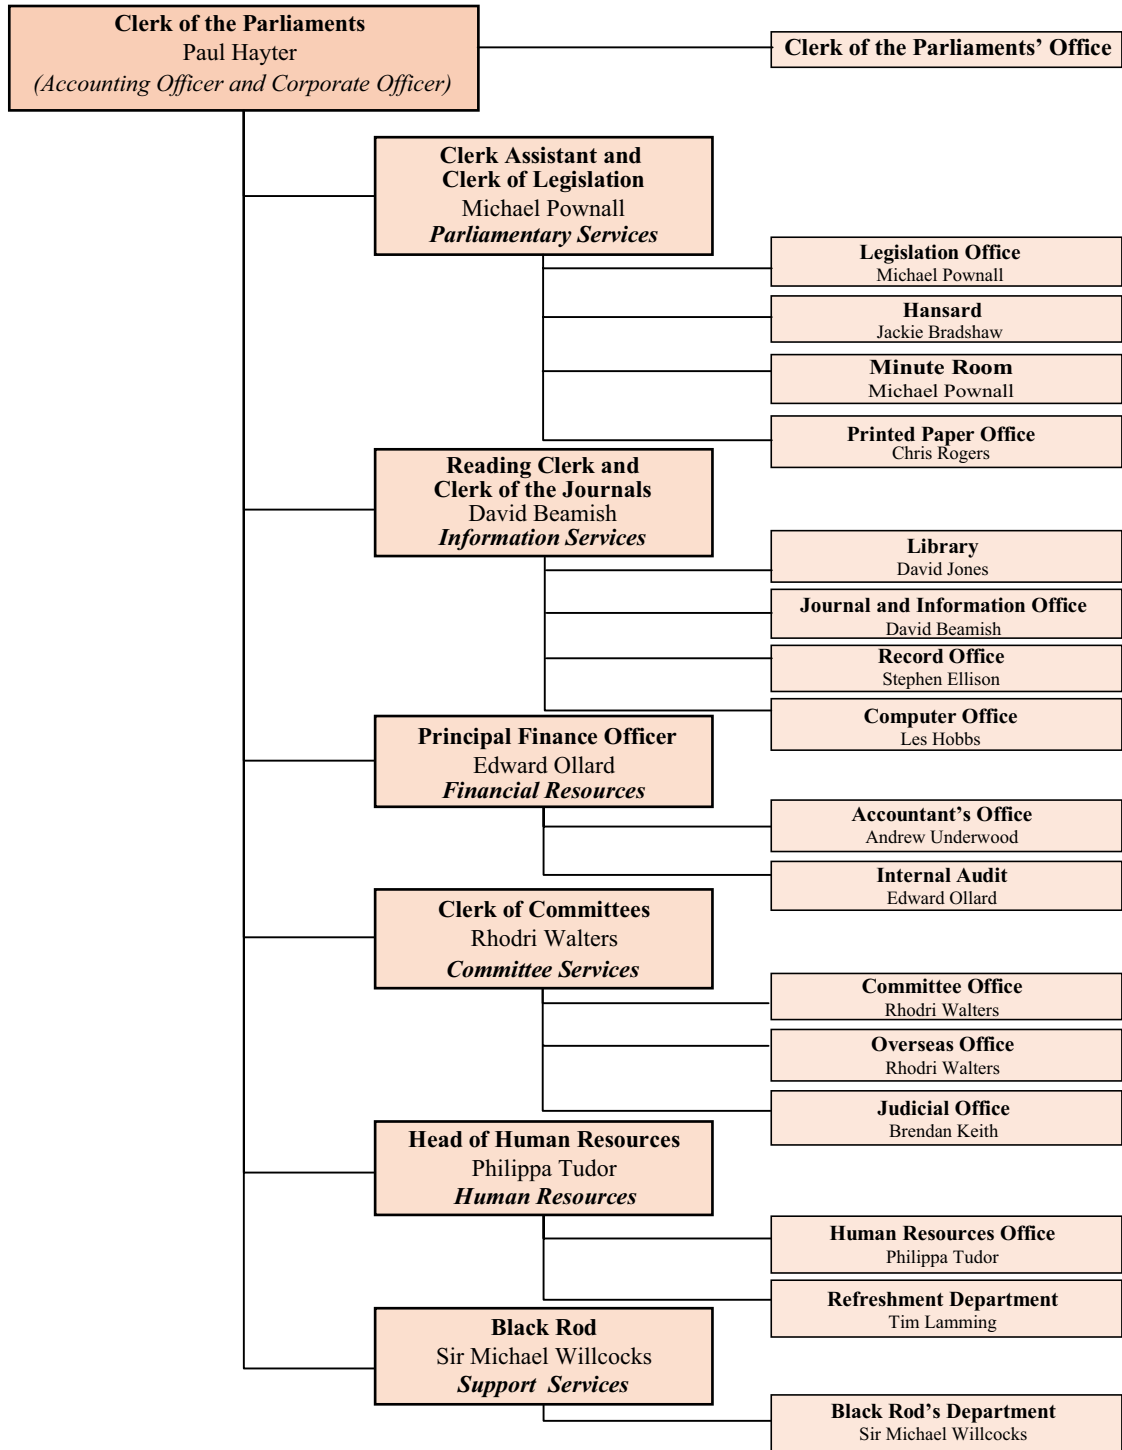 Clerk of the Parliaments
Paul Hayter
(Accounting Officer and Corporate Officer)
Clerk of the Parliaments’ Office
Clerk Assistant and
Clerk of Legislation
Michael Pownall
Parliamentary Services
Legislation Office
Michael Pownall
Hansard
Jackie Bradshaw
Minute Room
Michael Pownall
Printed Paper Office
Chris Rogers
Reading Clerk and
Clerk of the Journals
David Beamish
Information Services
Library
David Jones
Journal and Information Office
David Beamish
Record Office
Stephen Ellison
Computer Office
Les Hobbs
Principal Finance Officer
Edward Ollard
Financial Resources
Accountant’s Office
Andrew Underwood
Internal Audit
Edward Ollard
Clerk of Committees
Rhodri Walters
Committee Services
Committee Office
Rhodri Walters
Overseas Office
Rhodri Walters
Judicial Office
Brendan Keith
Head of Human Resources
Philippa Tudor
Human Resources
Human Resources Office
Philippa Tudor
Refreshment Department
Tim Lamming
Black Rod
Sir Michael Willcocks
Support Services
Black Rod’s Department
Sir Michael Willcocks